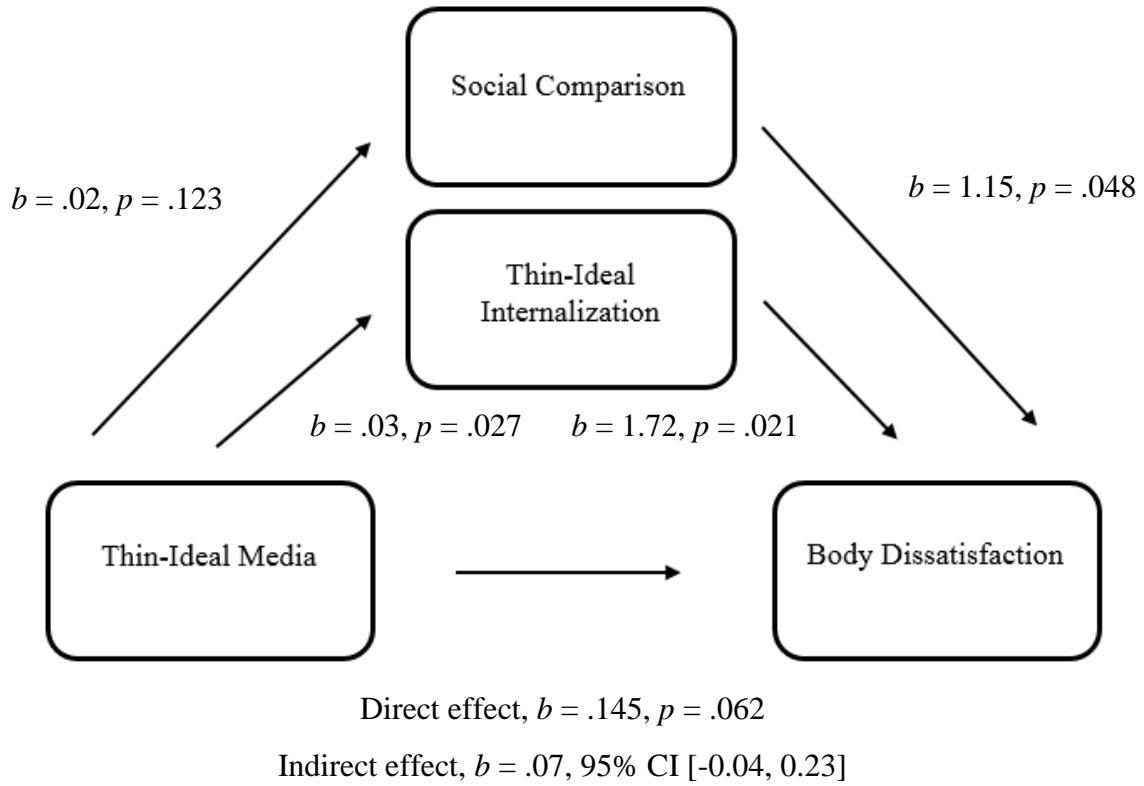 Social Comparison
b = .02, p = .123
b = 1.15, p = .048
Thin-Ideal
Internalization
b = .03, p = .027
b = 1.72, p = .021
Thin-Ideal Media
Body Dissatisfaction
Direct effect, b = .145, p = .062
Indirect effect, b = .07, 95% CI [-0.04, 0.23]